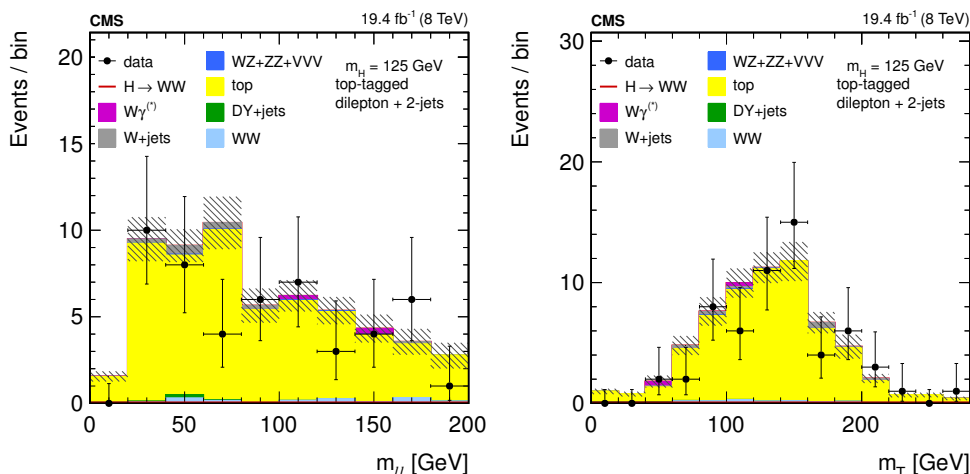 CMS 19.4 fb⁻¹ (8 TeV)
Events / bin
data
H → WW
Wγ⁽*⁾
W+jets
WZ+ZZ+VVV
top
DY+jets
WW
m_H = 125 GeV
top-tagged
dilepton + 2-jets
20
15
10
5
0
0 50 100 150 200
m_ll [GeV]
CMS 19.4 fb⁻¹ (8 TeV)
Events / bin
data
H → WW
Wγ⁽*⁾
W+jets
WZ+ZZ+VVV
top
DY+jets
WW
m_H = 125 GeV
top-tagged
dilepton + 2-jets
30
20
10
0
0 100 200
m_T [GeV]